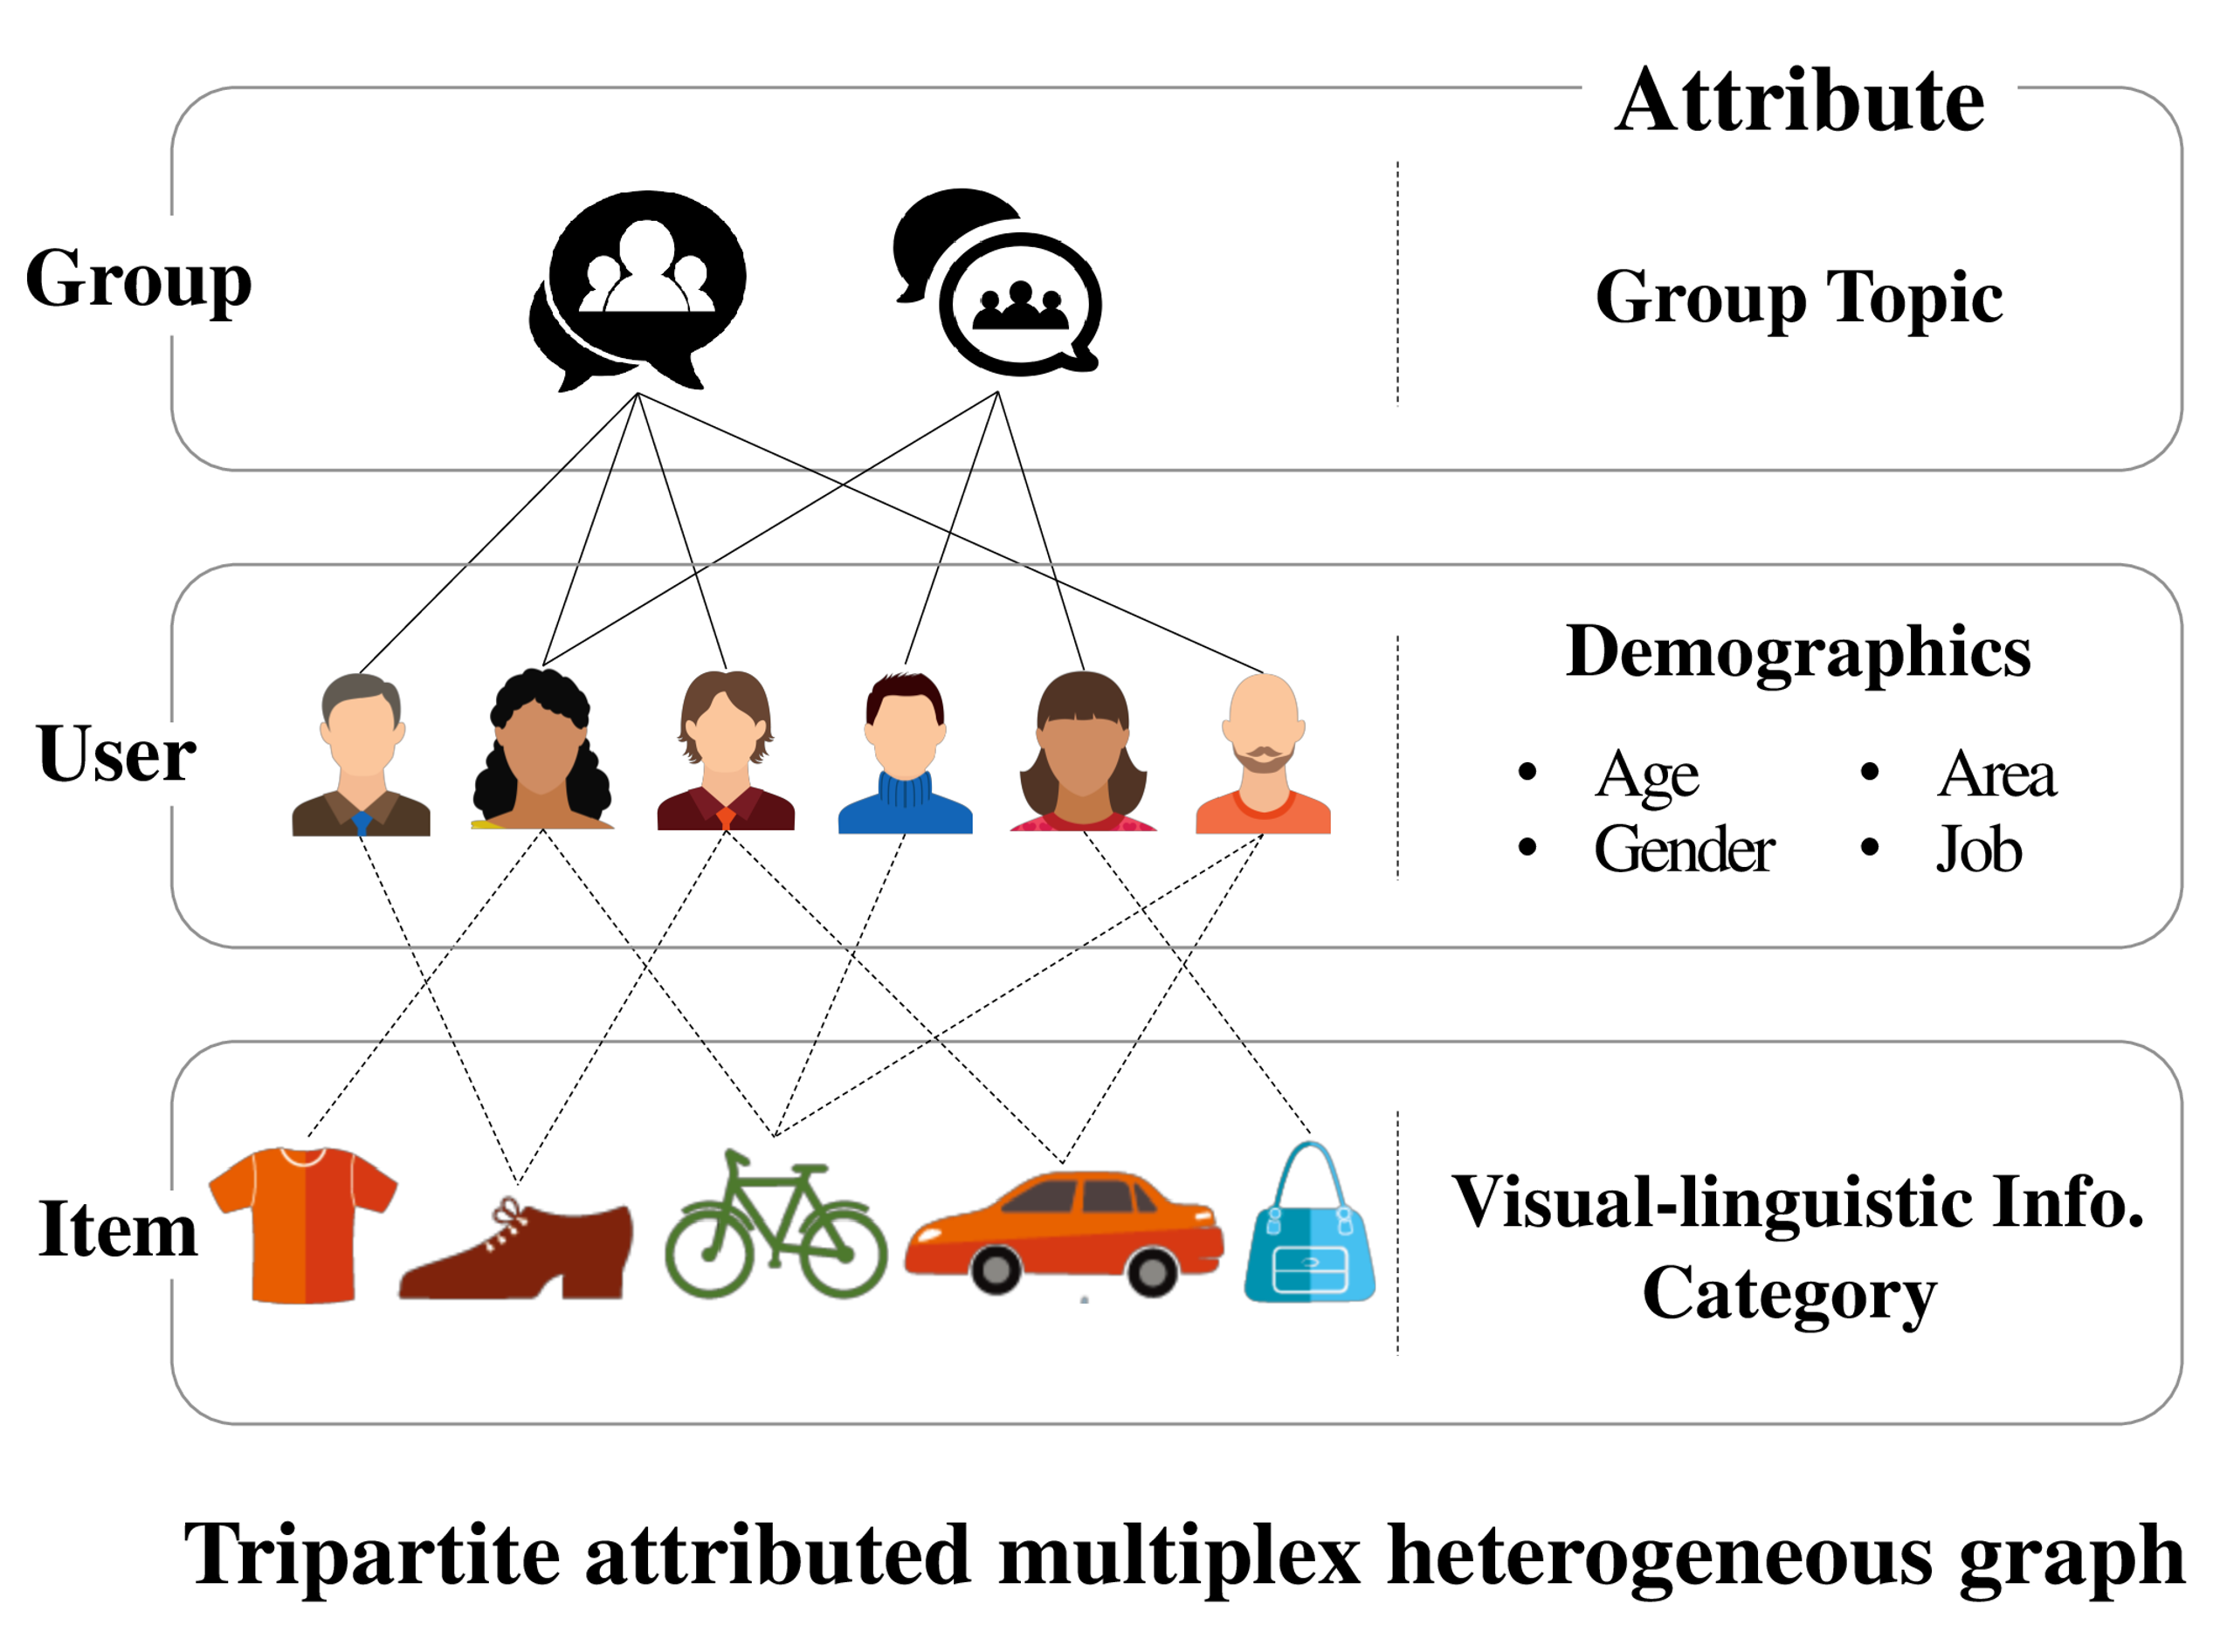 Attribute
Group
Group Topic
User
Demographics
• Age
• Area
• Gender
• Job
Item
Visual-linguistic Info.
Category
Tripartite attributed multiplex heterogeneous graph